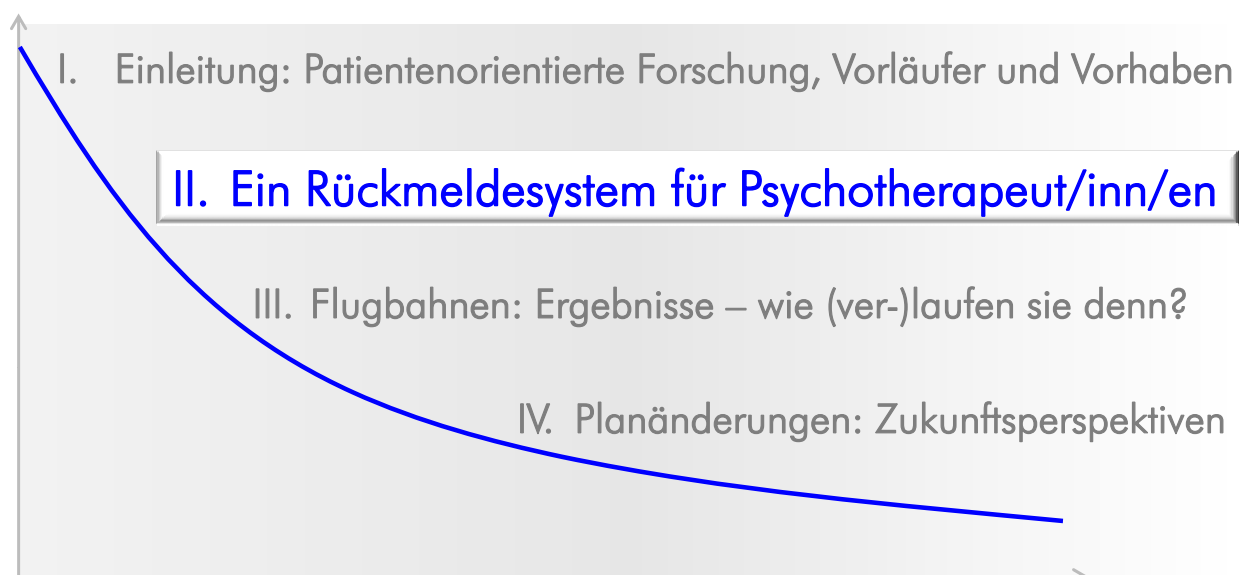 I. Einleitung: Patientenorientierte Forschung, Vorläufer und Vorhaben
II. Ein Rückmeldesystem für Psychotherapeut/inn/en
III. Flugbahnen: Ergebnisse – wie (ver-)laufen sie denn?
IV. Planänderungen: Zukunftsperspektiven